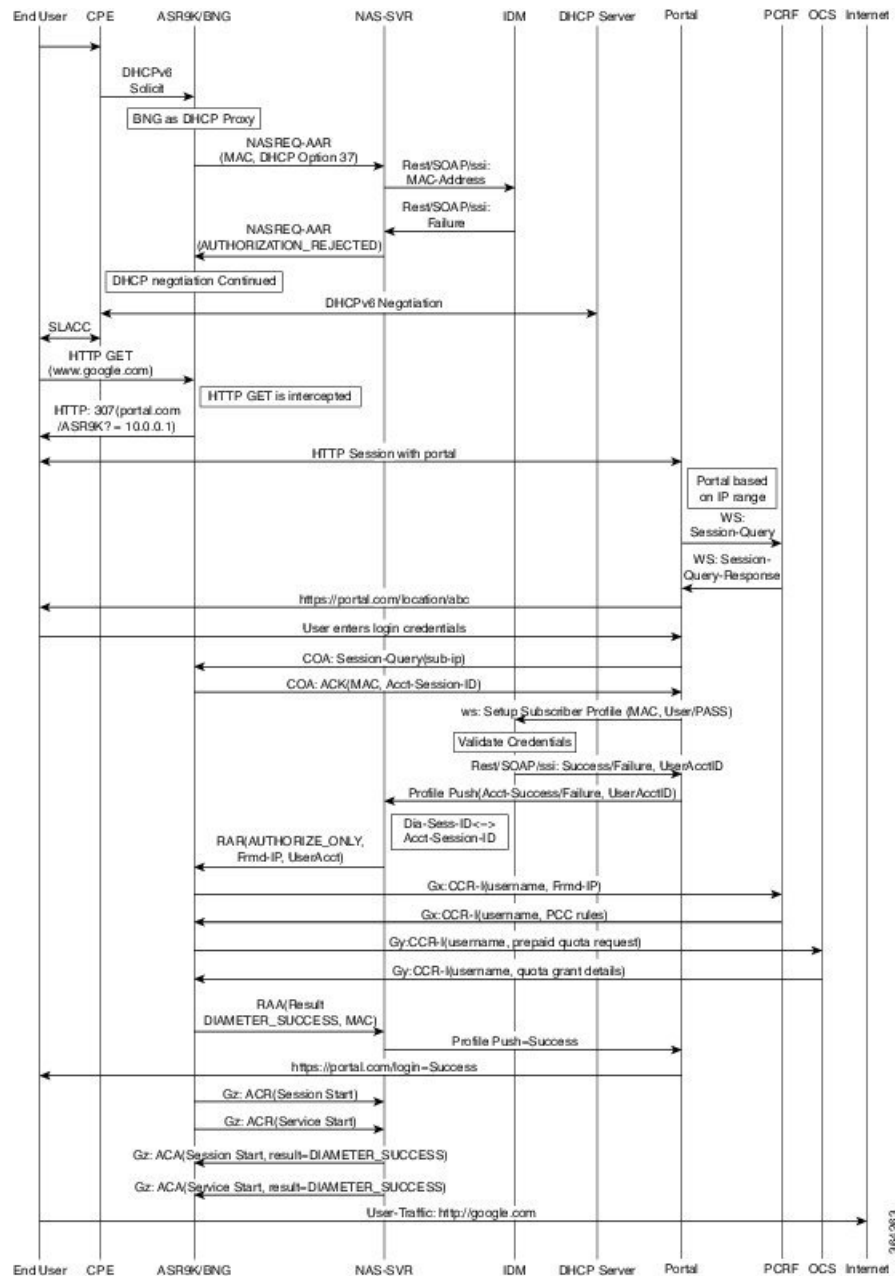 End User CPE ASR9K/BNG NAS-SVR IDM DHCP Server Portal PCRF OCS Internet
DHCPv6
Solicit
BNG as DHCP Proxy
NASREQ-AAR
(MAC, DHCP Option 37)
Rest/SOAP/ssi:
MAC-Address
Rest/SOAP/ssi:
Failure
NASREQ-AAR
(AUTHORIZATION_REJECTED)
DHCP negotiation Continued
DHCPv6 Negotiation
SLACC
HTTP GET
(www.google.com)
HTTP GET is intercepted
HTTP: 307(portal.com
/ASR9K? = 10.0.0.1)
HTTP Session with portal
Portal based
on IP range
WS:
Session-Query
WS: Session-
Query-Response
https://portal.com/location/abc
User enters login credentials
COA: Session-Query(sub-ip)
COA: ACK(MAC, Acct-Session-ID)
ws: Setup Subscriber Profile (MAC, User/PASS)
Validate Credentials
Rest/SOAP/ssi: Success/Failure, UserAcctID
Profile Push(Acct-Success/Failure, UserAcctID)
Dia-Sess-ID<-->
Acct-Session-ID
RAR(AUTHORIZE_ONLY,
Frmd-IP, UserAcct)
Gx:CCR-I(username, Frmd-IP)
Gx:CCR-I(username, PCC rules)
Gy:CCR-I(username, prepaid quota request)
Gy:CCR-I(username, quota grant details)
RAA(Result
DIAMETER_SUCCESS, MAC)
Profile Push=Success
https://portal.com/login=Success
Gz: ACR(Session Start)
Gz: ACR(Service Start)
Gz: ACA(Session Start, result=DIAMETER_SUCCESS)
Gz: ACA(Service Start, result=DIAMETER_SUCCESS)
User-Traffic: http://google.com
End User CPE ASR9K/BNG NAS-SVR IDM DHCP Server Portal PCRF OCS Internet